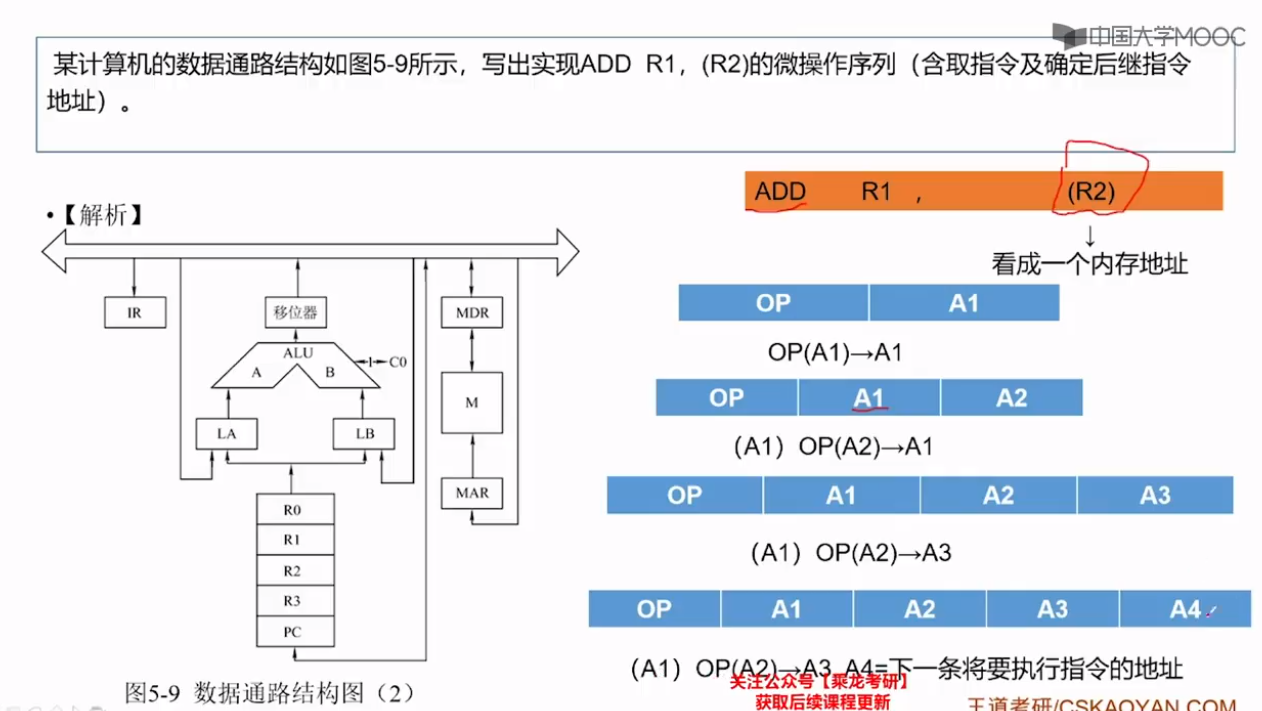 中国大学MOOC
某计算机的数据通路结构如图5-9所示，写出实现ADD R1，(R2)的微操作序列（含取指令及确定后继指令
地址）。
•【解析】
ADD R1 , (R2)
↓
看成一个内存地址
OP A1
OP(A1)→A1
OP A1 A2
（A1）OP(A2)→A1
OP A1 A2 A3
（A1）OP(A2)→A3
OP A1 A2 A3 A4
（A1）OP(A2)→A3, A4=下一条将要执行指令的地址
IR
移位器
MDR
ALU
A B
C0
M
LA
LB
MAR
R0
R1
R2
R3
PC
图5-9 数据通路结构图（2）
关注公众号【乘龙考研】
获取后续课程更新
王道考研/CSKAOYAN.COM